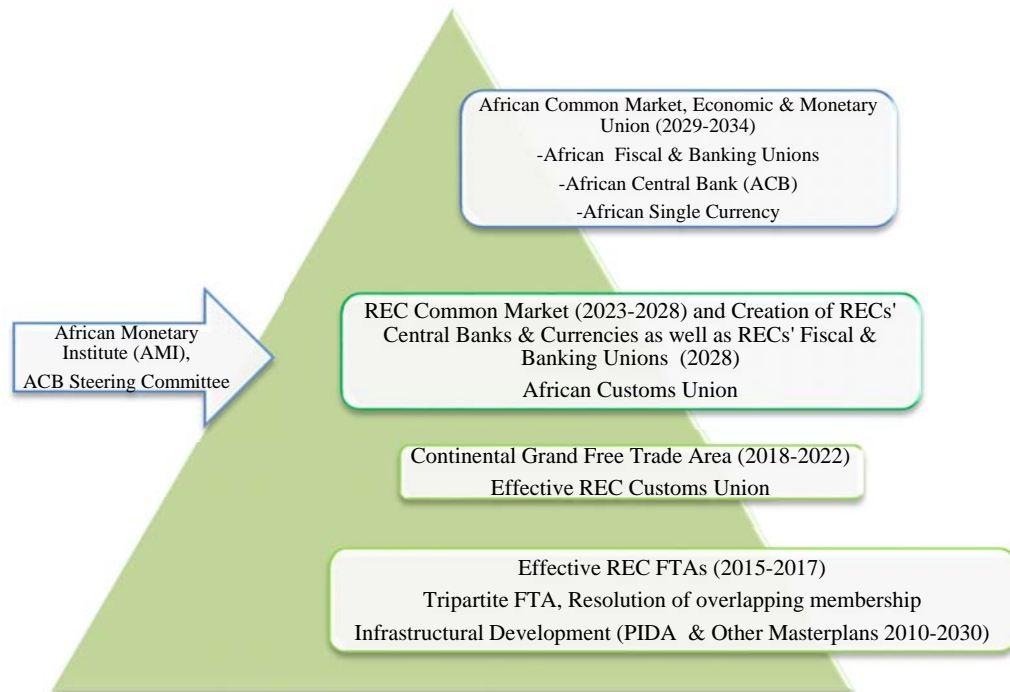 African Common Market, Economic & Monetary
Union (2029-2034)
-African Fiscal & Banking Unions
-African Central Bank (ACB)
-African Single Currency
African Monetary
Institute (AMI),
ACB Steering Committee
REC Common Market (2023-2028) and Creation of RECs'
Central Banks & Currencies as well as RECs' Fiscal &
Banking Unions (2028)
African Customs Union
Continental Grand Free Trade Area (2018-2022)
Effective REC Customs Union
Effective REC FTAs (2015-2017)
Tripartite FTA, Resolution of overlapping membership
Infrastructural Development (PIDA & Other Masterplans 2010-2030)